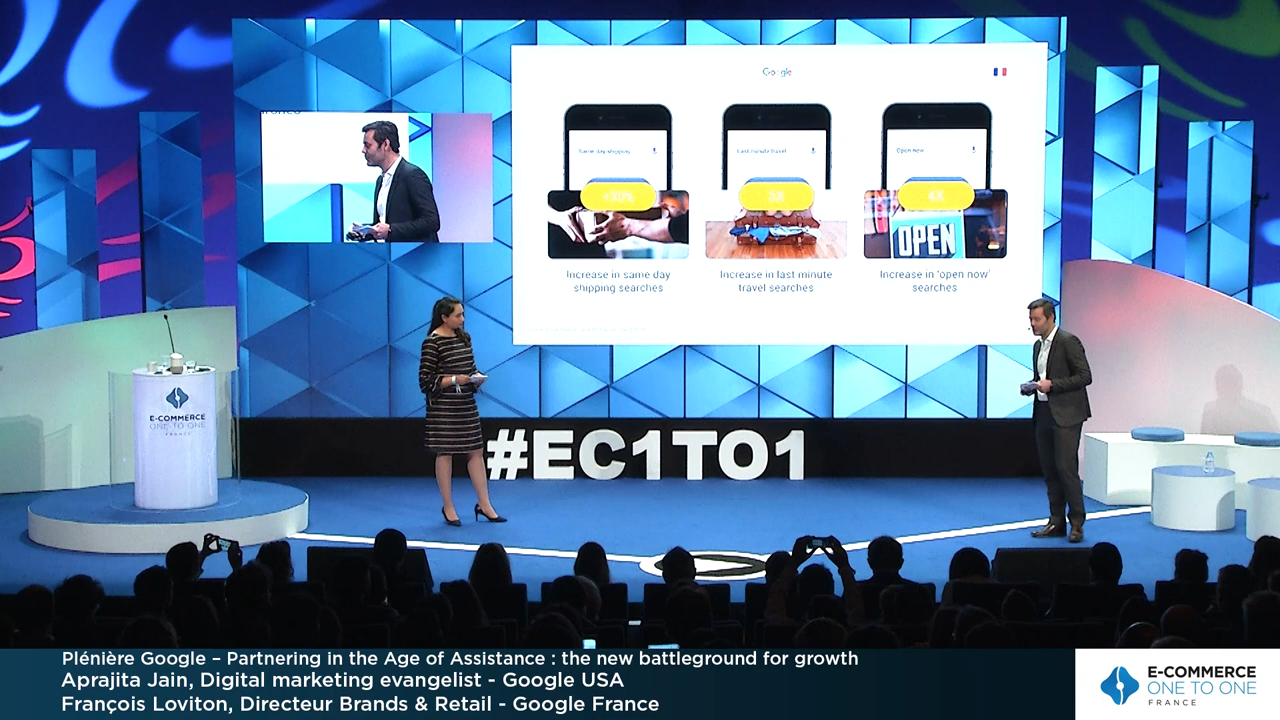 Google
Same day shipping
Last minute travel
Open now
+30%
3X
4X
OPEN
Increase in same day
shipping searches
Increase in last minute
travel searches
Increase in 'open now'
searches
E-COMMERCE
ONE TO ONE
FRANCE
#EC1TO1
Plénière Google – Partnering in the Age of Assistance : the new battleground for growth
Aprajita Jain, Digital marketing evangelist - Google USA
François Loviton, Directeur Brands & Retail - Google France
E-COMMERCE
ONE TO ONE
FRANCE